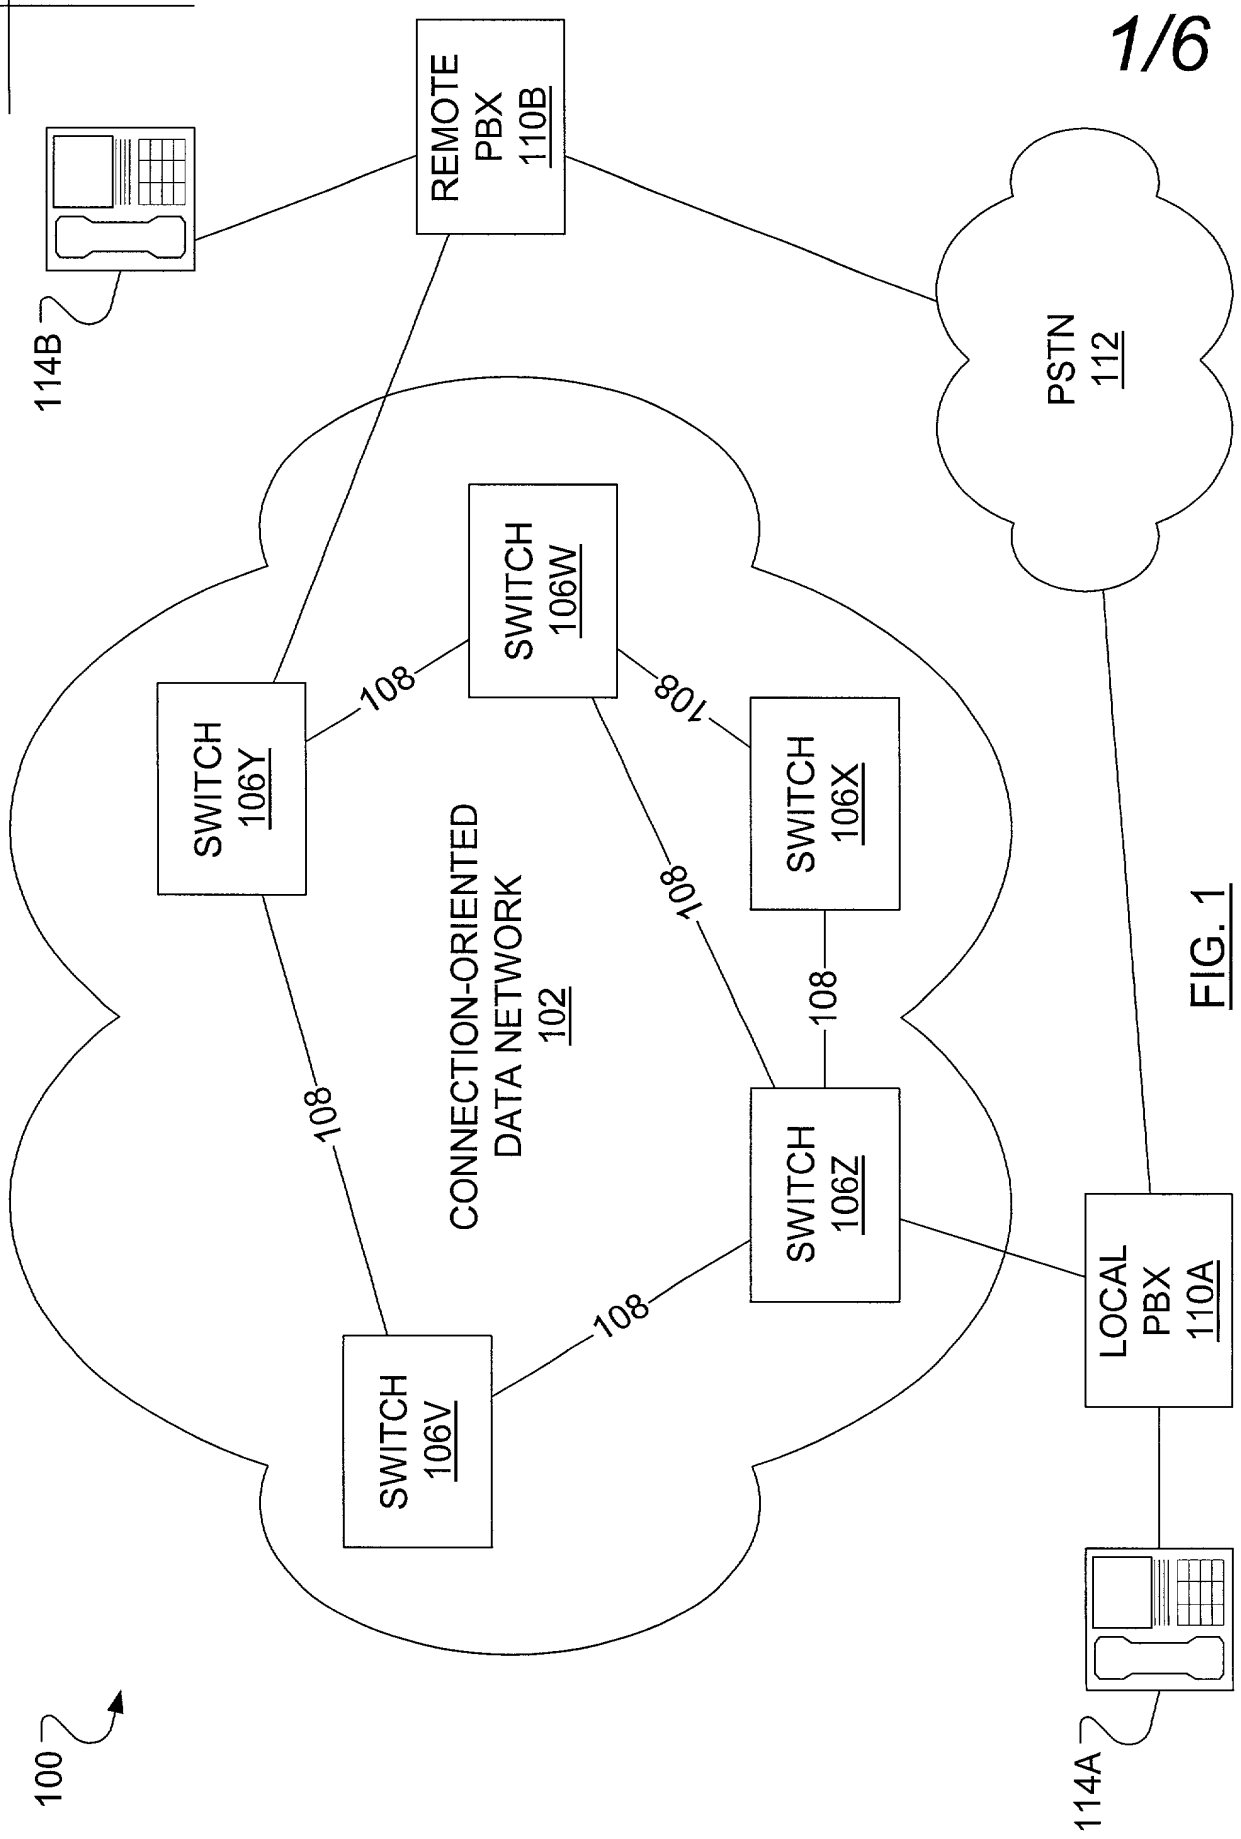 1/6
100
114B
REMOTE
PBX
110B
SWITCH
106Y
108
108
SWITCH
106W
SWITCH
106V
CONNECTION-ORIENTED
DATA NETWORK
102
108
108
108
108
SWITCH
106Z
SWITCH
106X
PSTN
112
LOCAL
PBX
110A
114A
FIG. 1